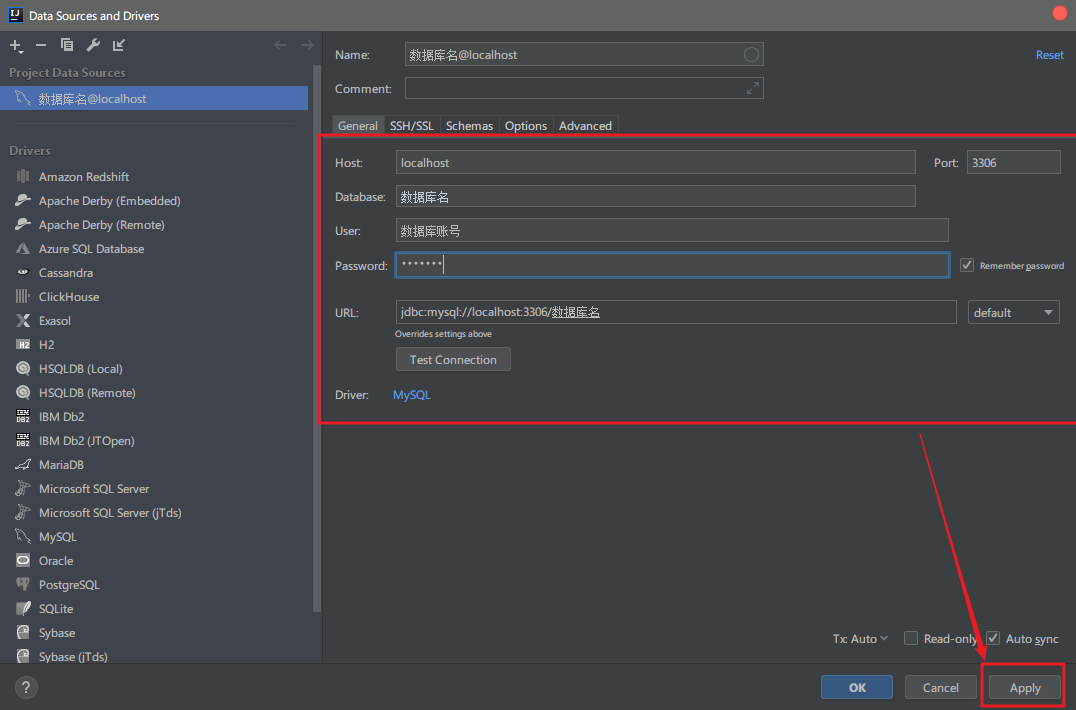 Data Sources and Drivers
Project Data Sources
数据库名@localhost
Drivers
Amazon Redshift
Apache Derby (Embedded)
Apache Derby (Remote)
Azure SQL Database
Cassandra
ClickHouse
Exasol
H2 H2
HSQLDB (Local)
HSQLDB (Remote)
IBM DB2 IBM Db2
IBM DB2 IBM Db2 (JTOpen)
MariaDB
Microsoft SQL Server
Microsoft SQL Server (jTds)
MySQL
Oracle
PostgreSQL
SQLite
Sybase
Sybase (jTds)
Name: 数据库名@localhost Reset
Comment:
General SSH/SSL Schemas Options Advanced
Host: localhost Port: 3306
Database: 数据库名
User: 数据库账号
Password: ••••••• Remember password
URL: jdbc:mysql://localhost:3306/数据库名 default
Overrides settings above
Test Connection
Driver: MySQL
Tx: Auto Read-only Auto sync
? OK Cancel Apply